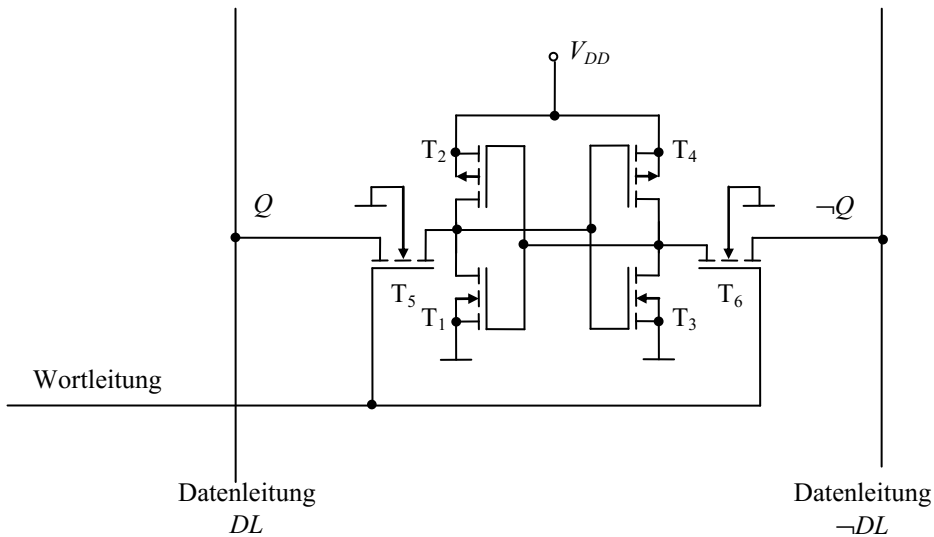 V_DD
T₂
T₄
Q
¬Q
T₅
T₆
T₁
T₃
Wortleitung
Datenleitung
DL
Datenleitung
¬DL